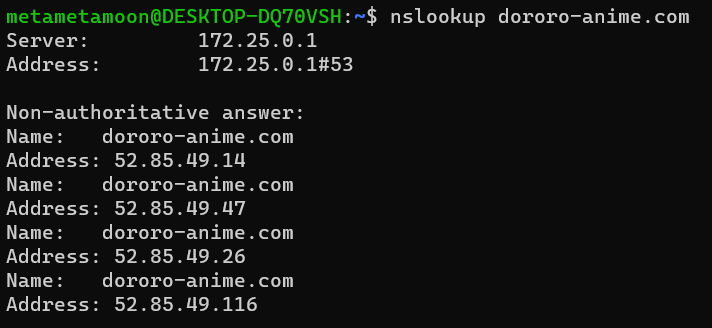 metametamoon@DESKTOP-DQ70VSH:~$ nslookup dororo-anime.com
Server:         172.25.0.1
Address:        172.25.0.1#53

Non-authoritative answer:
Name:   dororo-anime.com
Address: 52.85.49.14
Name:   dororo-anime.com
Address: 52.85.49.47
Name:   dororo-anime.com
Address: 52.85.49.26
Name:   dororo-anime.com
Address: 52.85.49.116